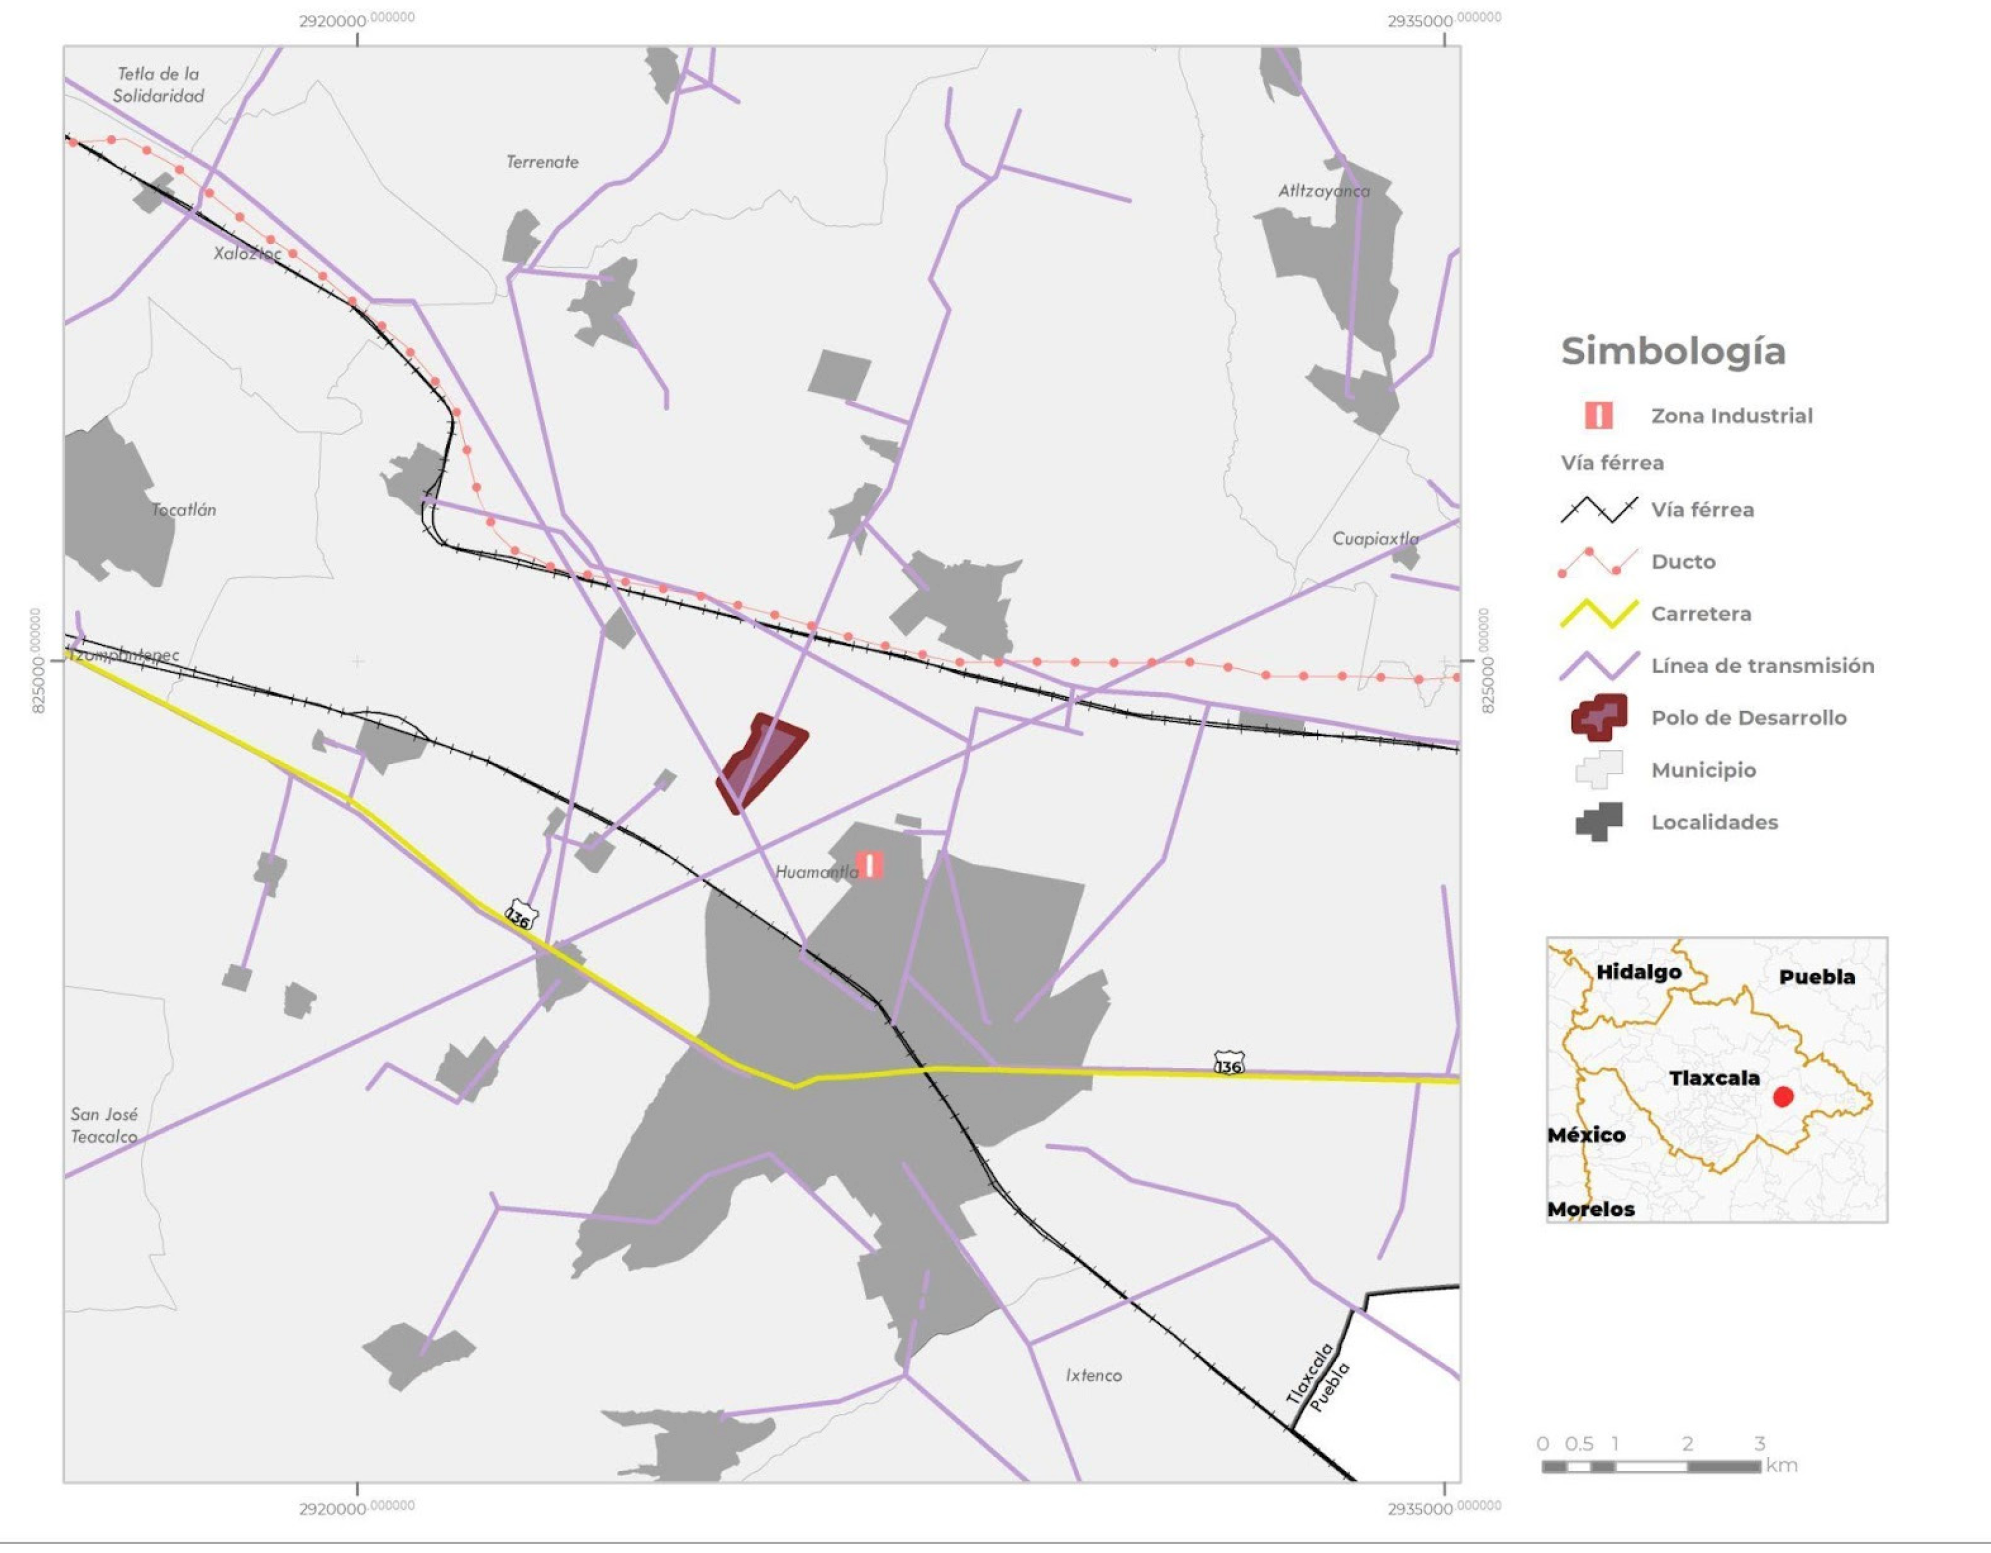 2920000.000000
2935000.000000
Tetla de la
Solidaridad
Terrenate
Atltzayanca
Xaloztoc
Tocatlán
Cuapiaxtla
825000.000000
825000.000000
Tzompantepec
Huamantla
136
136
San José
Teacalco
Ixtenco
Tlaxcala
Puebla
2920000.000000
2935000.000000
Simbología
Zona Industrial
Vía férrea
Vía férrea
Ducto
Carretera
Línea de transmisión
Polo de Desarrollo
Municipio
Localidades
Hidalgo
Puebla
Tlaxcala
México
Morelos
0 0.5 1 2 3
km